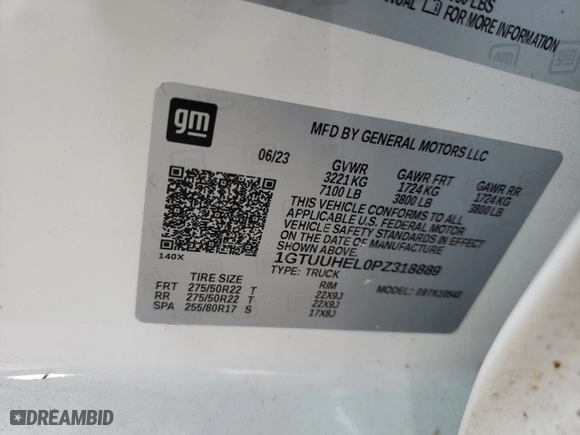 LBS
FOR MORE INFORMATION
gm
MFD BY GENERAL MOTORS LLC
06/23 GVWR GAWR FRT GAWR RR
3221 KG 1724 KG 1724 KG
7100 LB 3800 LB 3800 LB
THIS VEHICLE CONFORMS TO ALL
APPLICABLE U.S. FEDERAL MOTOR
VEHICLE SAFETY STANDARDS IN EFFECT
ON THE DATE OF MANUFACTURE
SHOWN ABOVE.
140X
1GTUUHEL0PZ318889
TYPE: TRUCK
MODEL: 09TK10543
TIRE SIZE RIM
FRT 275/50R22 T 22X9J
RR 275/50R22 T 22X9J
SPA 255/80R17 S 17X8J
DREAMBID